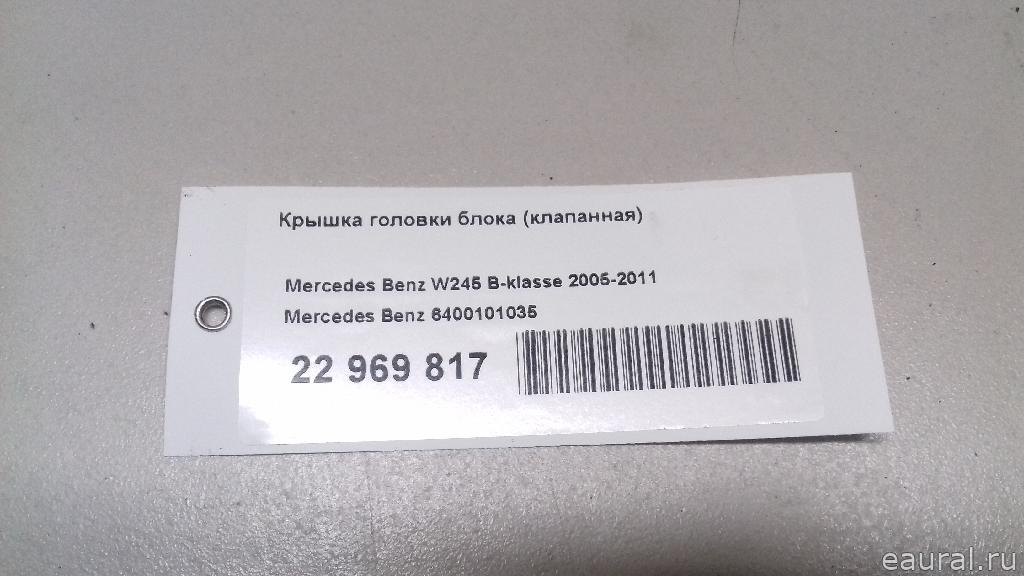 Крышка головки блока (клапанная)
Mercedes Benz W245 B-klasse 2005-2011
Mercedes Benz 6400101035
22 969 817
eaural.ru